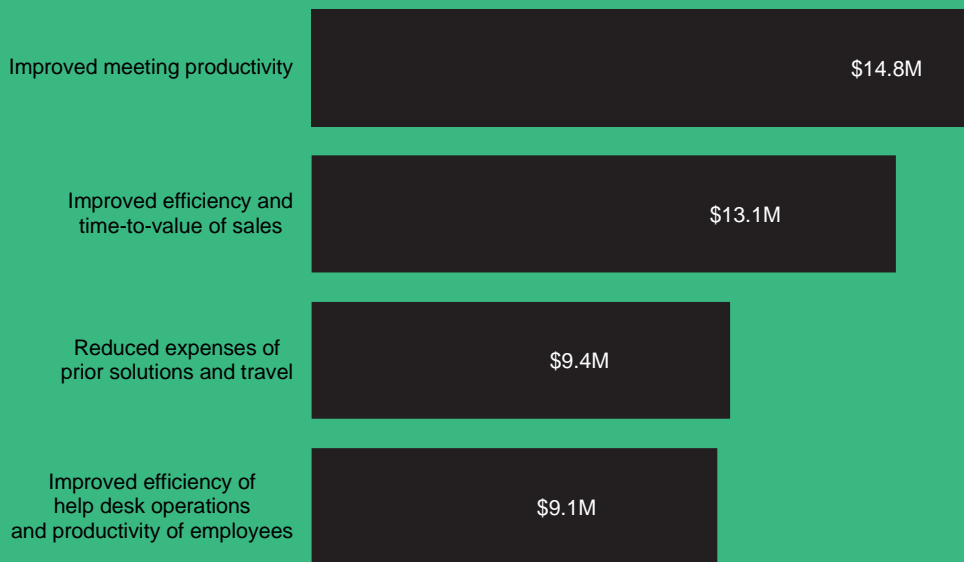 Improved meeting productivity
$14.8M
Improved efficiency and
time-to-value of sales
$13.1M
Reduced expenses of
prior solutions and travel
$9.4M
Improved efficiency of
help desk operations
and productivity of employees
$9.1M